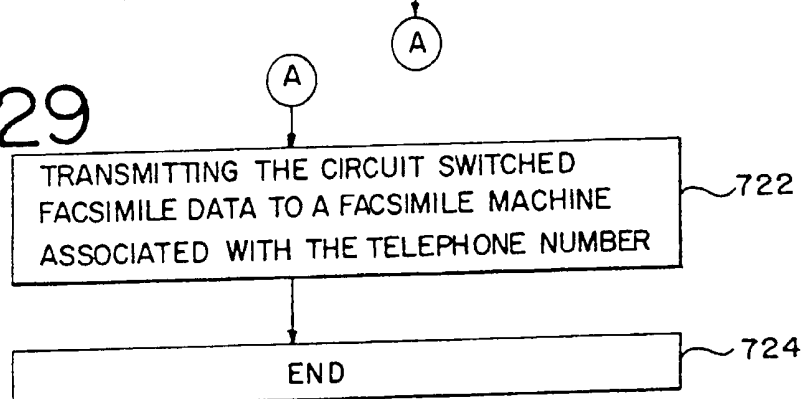 A
A
29
TRANSMITTING THE CIRCUIT SWITCHED
FACSIMILE DATA TO A FACSIMILE MACHINE
ASSOCIATED WITH THE TELEPHONE NUMBER
722
END
724